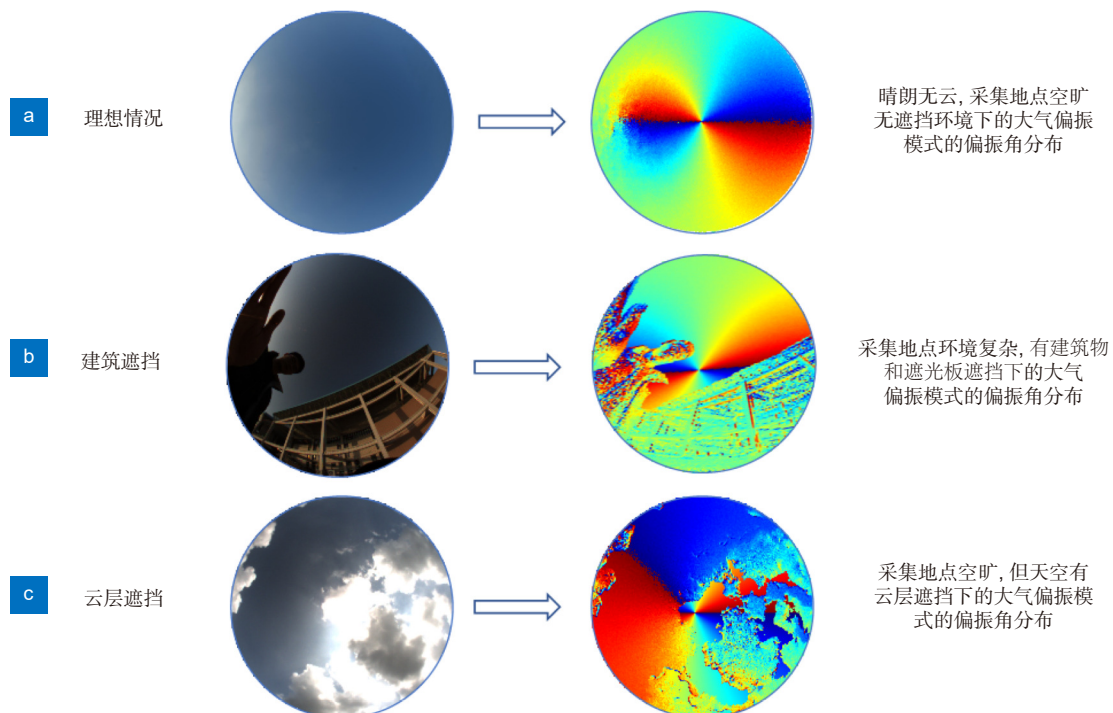 a
理想情况
晴朗无云, 采集地点空旷
无遮挡环境下的大气偏振
模式的偏振角分布
b
建筑遮挡
采集地点环境复杂, 有建筑物
和遮光板遮挡下的大气
偏振模式的偏振角分布
c
云层遮挡
采集地点空旷, 但天空有
云层遮挡下的大气偏振模
式的偏振角分布